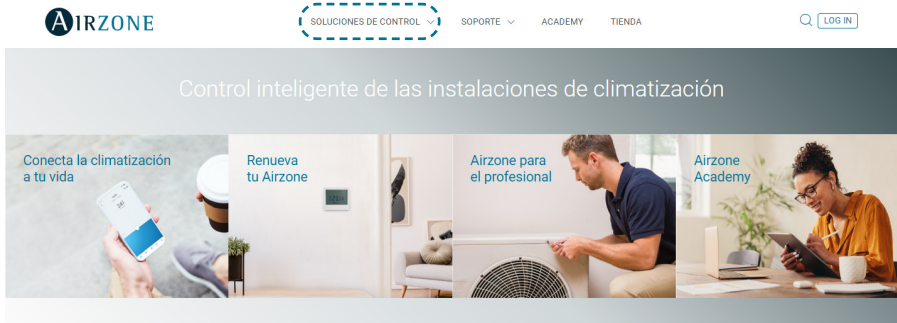 AIRZONE
SOLUCIONES DE CONTROL
SOPORTE
ACADEMY
TIENDA
LOG IN
Control inteligente de las instalaciones de climatización
Conecta la climatización
a tu vida
Renueva
tu Airzone
Airzone para
el profesional
Airzone
Academy